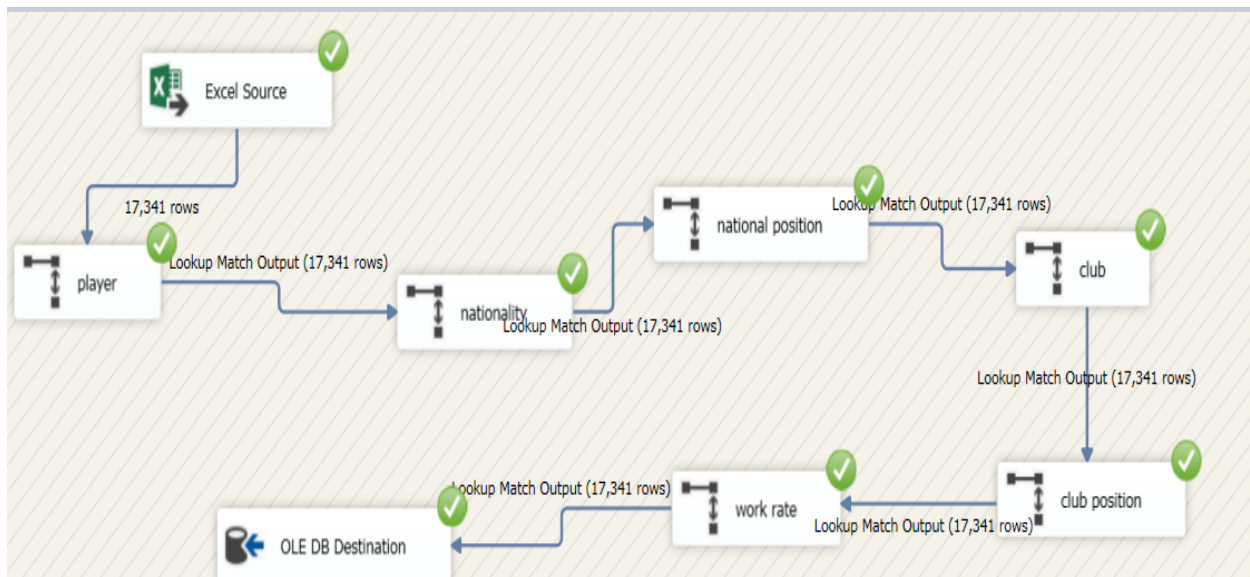 Excel Source
17,341 rows
player
Lookup Match Output (17,341 rows)
nationality
Lookup Match Output (17,341 rows)
national position
Lookup Match Output (17,341 rows)
club
Lookup Match Output (17,341 rows)
club position
Lookup Match Output (17,341 rows)
work rate
Lookup Match Output (17,341 rows)
OLE DB Destination